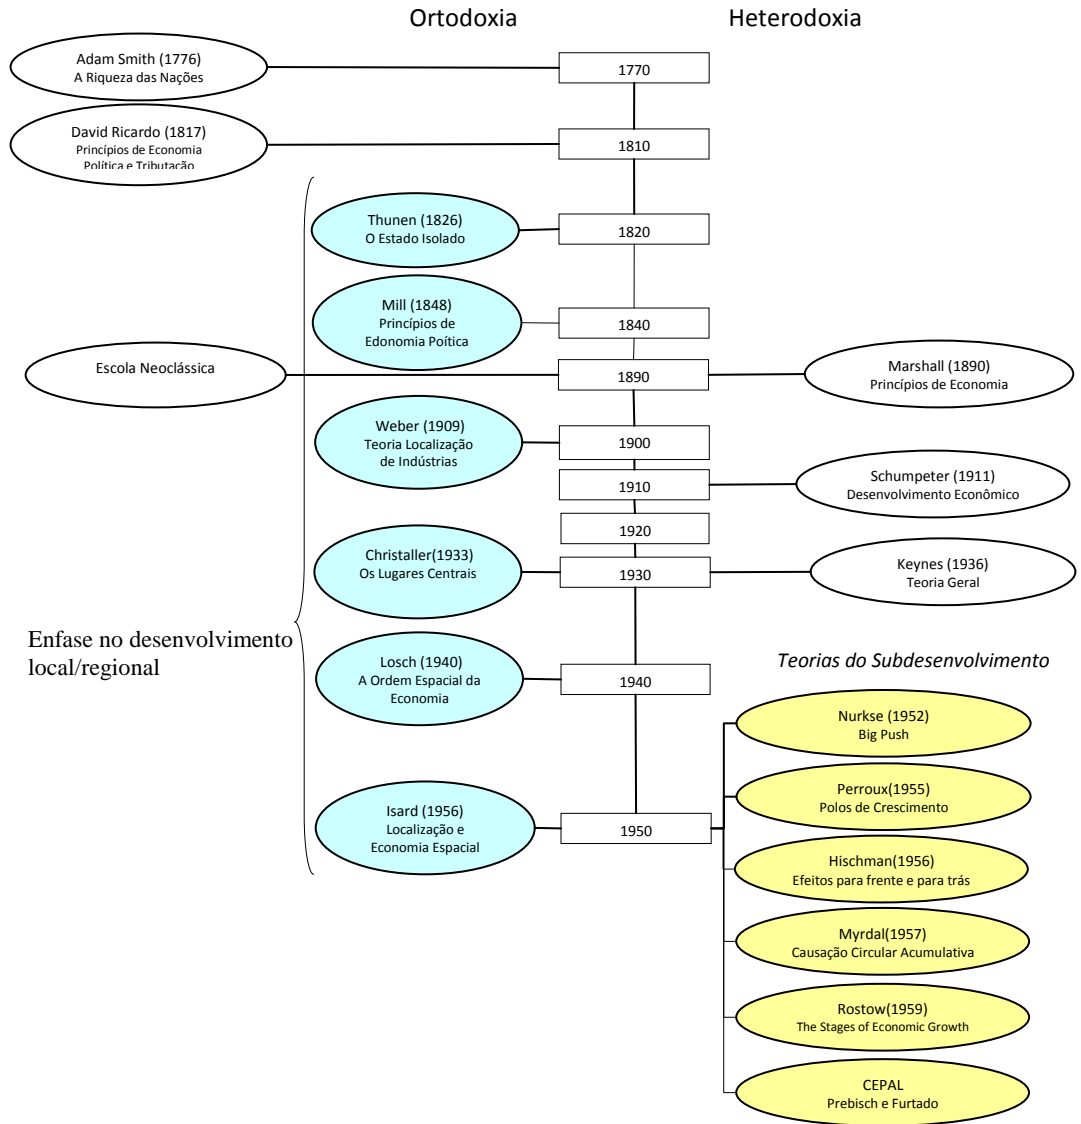 Ortodoxia
Heterodoxia
Adam Smith (1776)
A Riqueza das Nações
1770
David Ricardo (1817)
Princípios de Economia
Política e Tributação
1810
Thunen (1826)
O Estado Isolado
1820
Mill (1848)
Princípios de
Edonomia Poítica
1840
Escola Neoclássica
1890
Marshall (1890)
Princípios de Economia
Weber (1909)
Teoria Localização
de Indústrias
1900
1910
Schumpeter (1911)
Desenvolvimento Econômico
1920
Christaller(1933)
Os Lugares Centrais
1930
Keynes (1936)
Teoria Geral
Enfase no desenvolvimento
local/regional
Losch (1940)
A Ordem Espacial da
Economia
1940
Teorias do Subdesenvolvimento
Nurkse (1952)
Big Push
Perroux(1955)
Polos de Crescimento
Isard (1956)
Localização e
Economia Espacial
1950
Hischman(1956)
Efeitos para frente e para trás
Myrdal(1957)
Causação Circular Acumulativa
Rostow(1959)
The Stages of Economic Growth
CEPAL
Prebisch e Furtado